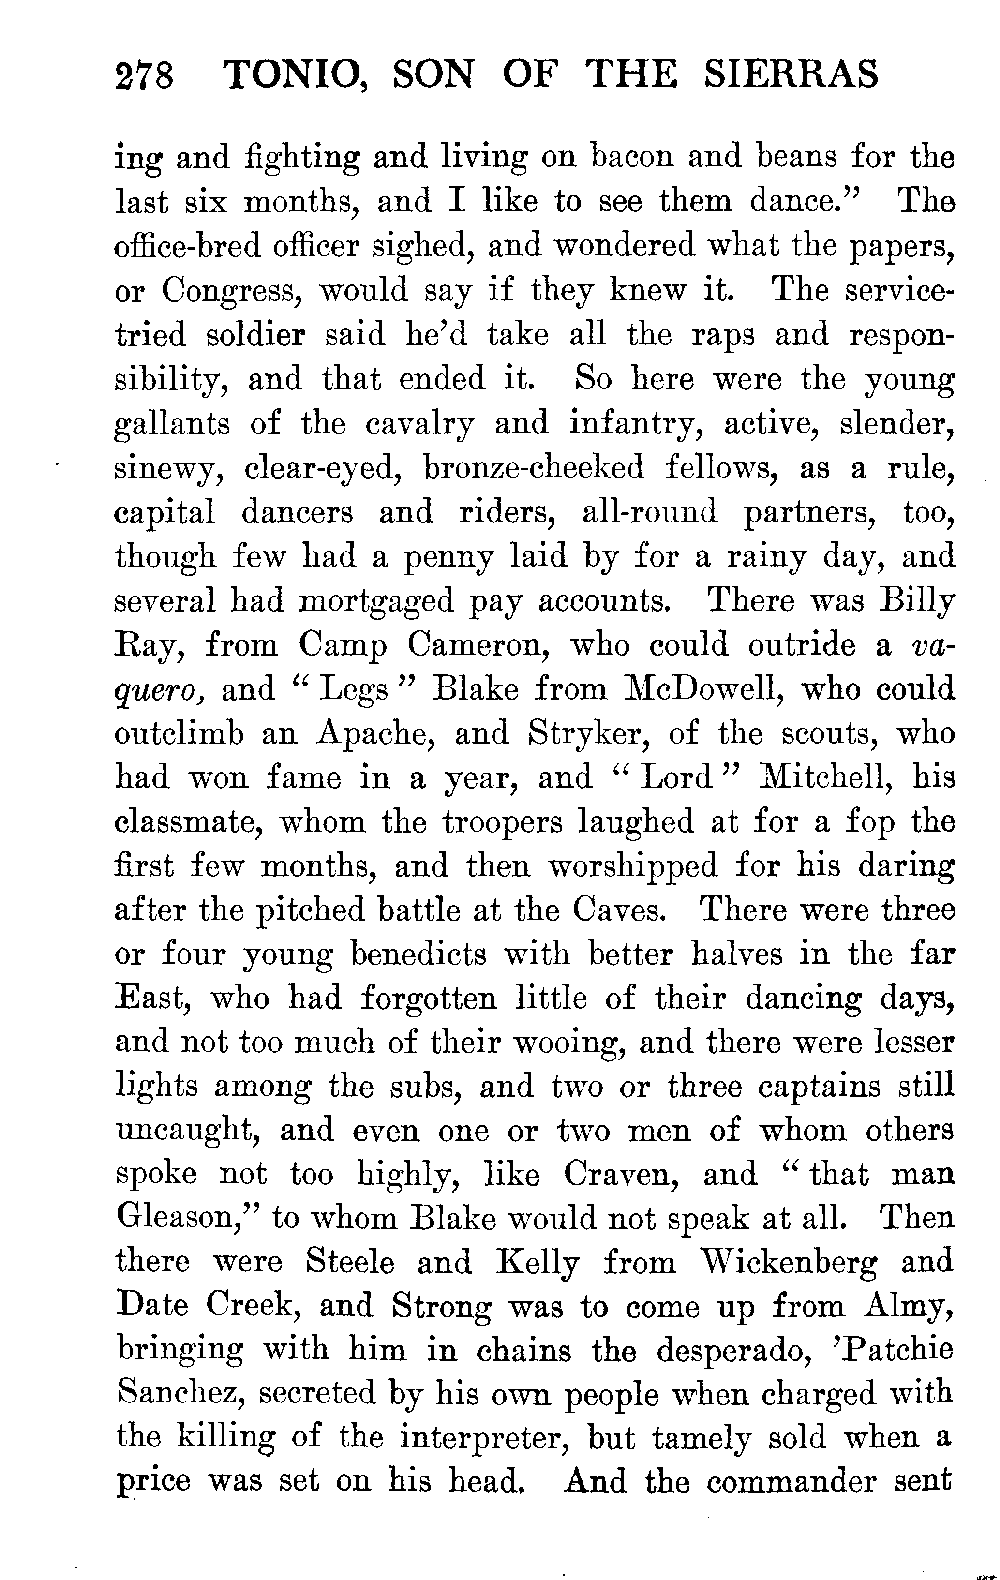 278 TONIO, SON OF THE SIERRAS
ing and fighting and living on bacon and beans for the
last six months, and I like to see them dance.” The
office-bred officer sighed, and wondered what the papers,
or Congress, would say if they knew it. The service-
tried soldier said he’d take all the raps and respon-
sibility, and that ended it. So here were the young
gallants of the cavalry and infantry, active, slender,
sinewy, clear-eyed, bronze-cheeked fellows, as a rule,
capital dancers and riders, all-round partners, too,
though few had a penny laid by for a rainy day, and
several had mortgaged pay accounts. There was Billy
Ray, from Camp Cameron, who could outride a va-
quero, and “ Legs ” Blake from McDowell, who could
outclimb an Apache, and Stryker, of the scouts, who
had won fame in a year, and “ Lord ” Mitchell, his
classmate, whom the troopers laughed at for a fop the
first few months, and then worshipped for his daring
after the pitched battle at the Caves. There were three
or four young benedicts with better halves in the far
East, who had forgotten little of their dancing days,
and not too much of their wooing, and there were lesser
lights among the subs, and two or three captains still
uncaught, and even one or two men of whom others
spoke not too highly, like Craven, and “ that man
Gleason,” to whom Blake would not speak at all. Then
there were Steele and Kelly from Wickenberg and
Date Creek, and Strong was to come up from Almy,
bringing with him in chains the desperado, ’Patchie
Sanchez, secreted by his own people when charged with
the killing of the interpreter, but tamely sold when a
price was set on his head. And the commander sent